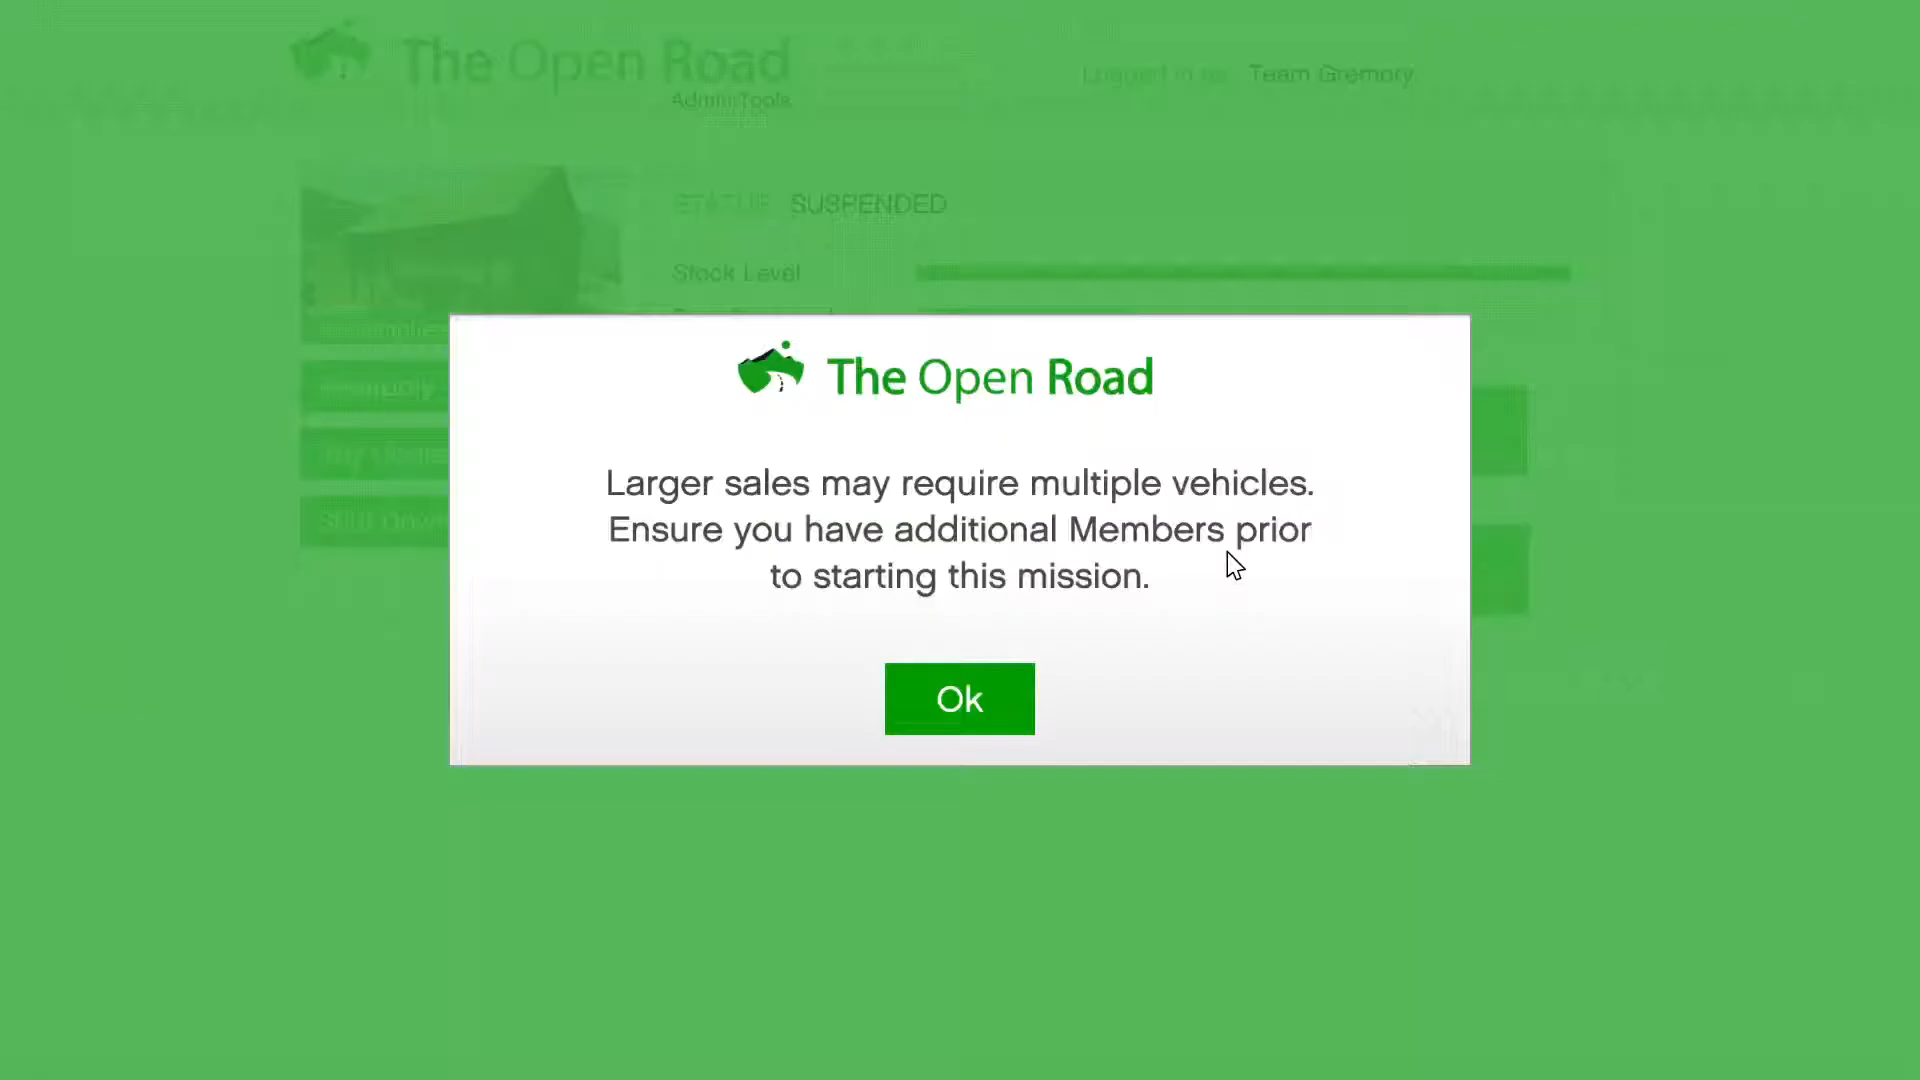 The Open Road
AdminTools
Logged in as Team Gremory
STATUS SUSPENDED
Stock Level
The Open Road
Larger sales may require multiple vehicles.
Ensure you have additional Members prior
to starting this mission.
Ok